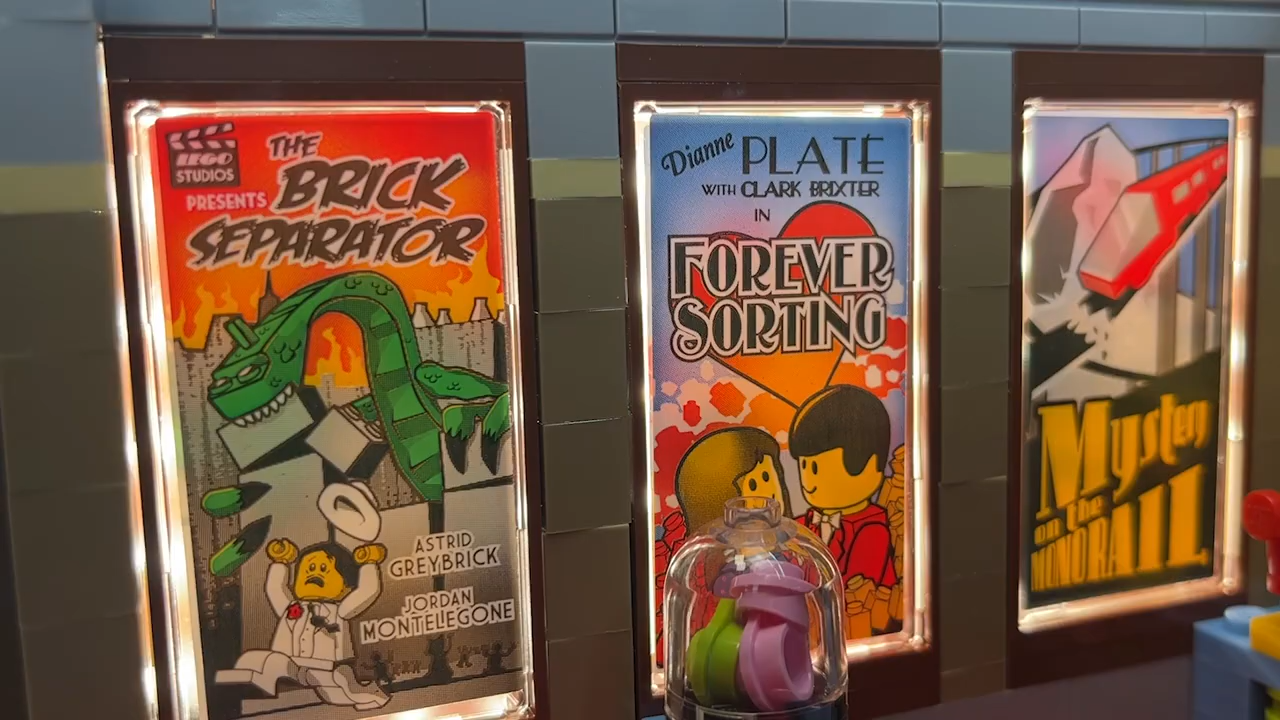 LEGO
STUDIOS
PRESENTS
THE
BRICK
SEPARATOR
ASTRID
GREYBRICK
JORDAN
MONTELEGONE
Dianne PLATE
WITH CLARK BRIXTER
IN
FOREVER
SORTING
Mystery
on the
MONORAIL